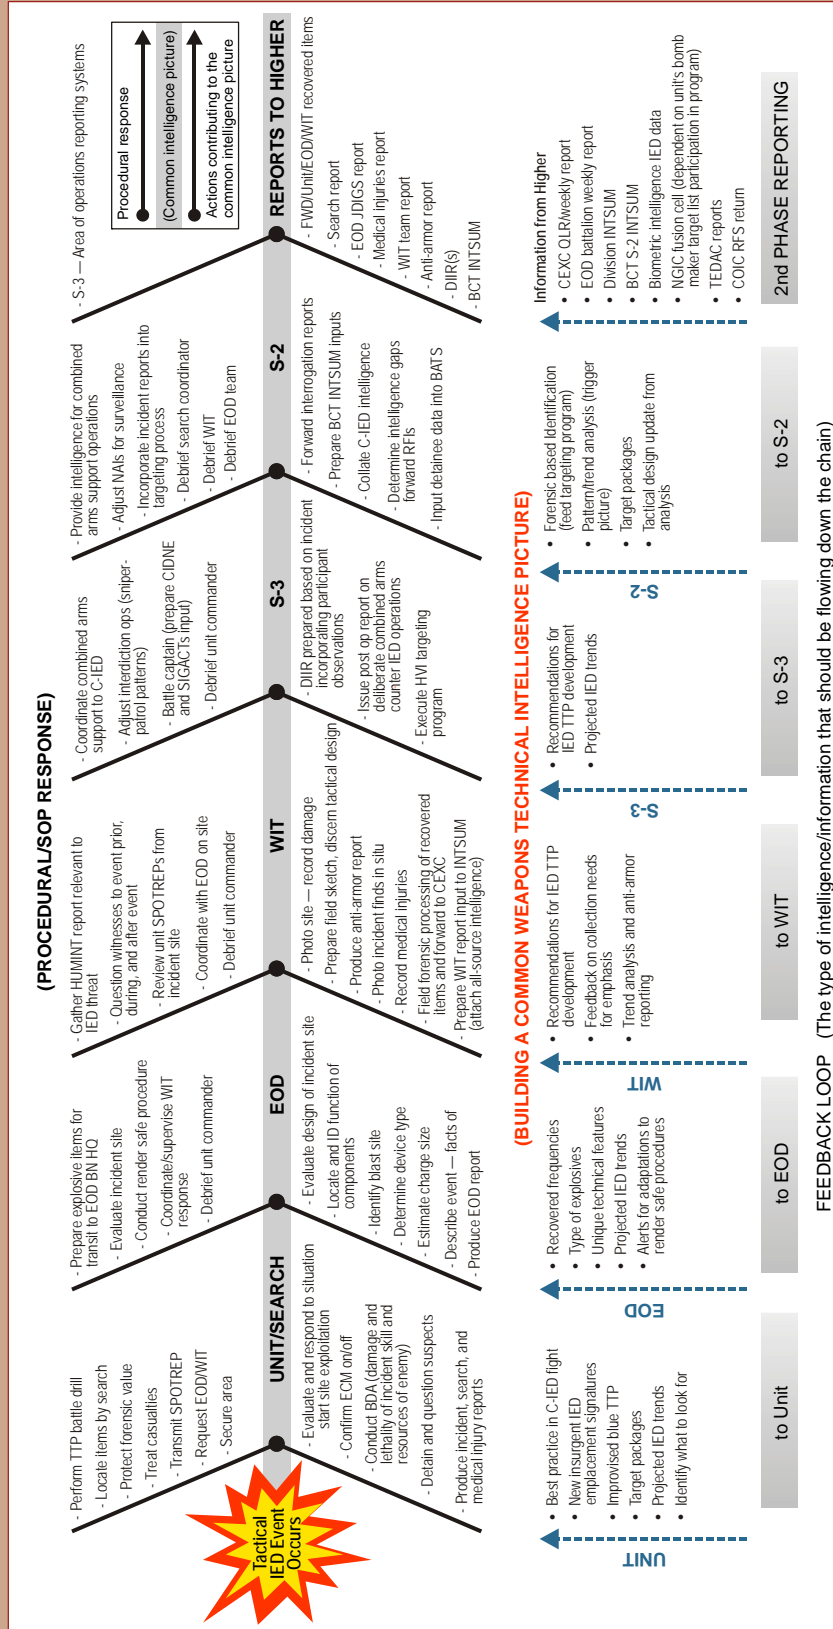 (PROCEDURAL/SOP RESPONSE)
- Perform TTP battle drill
- Locate items by search
- Protect forensic value
- Treat casualties
- Transmit SPOTREP
- Request EOD/WIT
- Secure area
- Prepare explosive items for
transit to EOD BN HQ
- Evaluate incident site
- Conduct render safe procedure
- Coordinate/supervise WIT
response
- Debrief unit commander
- Gather HUMINT report relevant to
IED threat
- Question witnesses to event prior,
during, and after event
- Review unit SPOTREPs from
incident site
- Coordinate with EOD on site
- Debrief unit commander
- Coordinate combined arms
support to C-IED
- Adjust interdiction ops (sniper-
patrol patterns)
- Battle captain (prepare CIDNE
and SIGACTs input)
- Debrief unit commander
- Provide intelligence for combined
arms support operations
- Adjust NAIs for surveillance
- Incorporate incident reports into
targeting process
- Debrief search coordinator
- Debrief WIT
- Debrief EOD team
- S-3 — Area of operations reporting systems
Procedural response
(Common intelligence picture)
Actions contributing to the
common intelligence picture
Tactical
IED Event
Occurs
UNIT/SEARCH
EOD
WIT
S-3
S-2
REPORTS TO HIGHER
- Evaluate and respond to situation
start site exploitation
- Confirm ECM on/off
- Conduct BDA (damage and
lethality of incident skill and
resources of enemy)
- Detain and question suspects
- Produce incident, search, and
medical injury reports
- Evaluate design of incident site
- Locate and ID function of
components
- Identify blast site
- Determine device type
- Estimate charge size
- Describe event — facts of
- Produce EOD report
- Photo site — record damage
- Prepare field sketch, discern tactical design
- Produce anti-armor report
- Photo incident finds in situ
- Record medical injuries
- Field forensic processing of recovered
items and forward to CEXC
- Prepare WIT report input to INTSUM
(attach all-source intelligence)
- DIIR prepared based on incident
incorporating participant
observations
- Issue post op report on
deliberate combined arms
counter IED operations
- Execute HVI targeting
program
- Forward interrogation reports
- Prepare BCT INTSUM inputs
- Collate C-IED intelligence
- Determine intelligence gaps
forward RFIs
- Input detainee data into BATS
- FWD/Unit/EOD/WIT recovered items
- Search report
- EOD JDIGS report
- Medical injuries report
- WIT team report
- Anti-armor report
- DIIR(s)
- BCT INTSUM
(BUILDING A COMMON WEAPONS TECHNICAL INTELLIGENCE PICTURE)
UNIT
• Best practice in C-IED fight
• New insurgent IED
emplacement signatures
• Improvised blue TTP
• Target packages
• Projected IED trends
• Identify what to look for
EOD
• Recovered frequencies
• Type of explosives
• Unique technical features
• Projected IED trends
• Alerts for adaptations to
render safe procedures
WIT
• Recommendations for IED TTP
development
• Feedback on collection needs
for emphasis
• Trend analysis and anti-armor
reporting
S-3
• Recommendations for
IED TTP development
• Projected IED trends
S-2
• Forensic based Identification
(feed targeting program)
• Pattern/trend analysis (trigger
picture)
• Target packages
• Tactical design update from
analysis
Information from Higher
• CEXC QLR/weekly report
• EOD battalion weekly report
• Division INTSUM
• BCT S-2 INTSUM
• Biometric intelligence IED data
• NGIC fusion cell (dependent on unit's bomb
maker target list participation in program)
• TEDAC reports
• COIC RFS return
to Unit
to EOD
to WIT
to S-3
to S-2
2nd PHASE REPORTING
FEEDBACK LOOP (The type of intelligence/information that should be flowing down the chain)